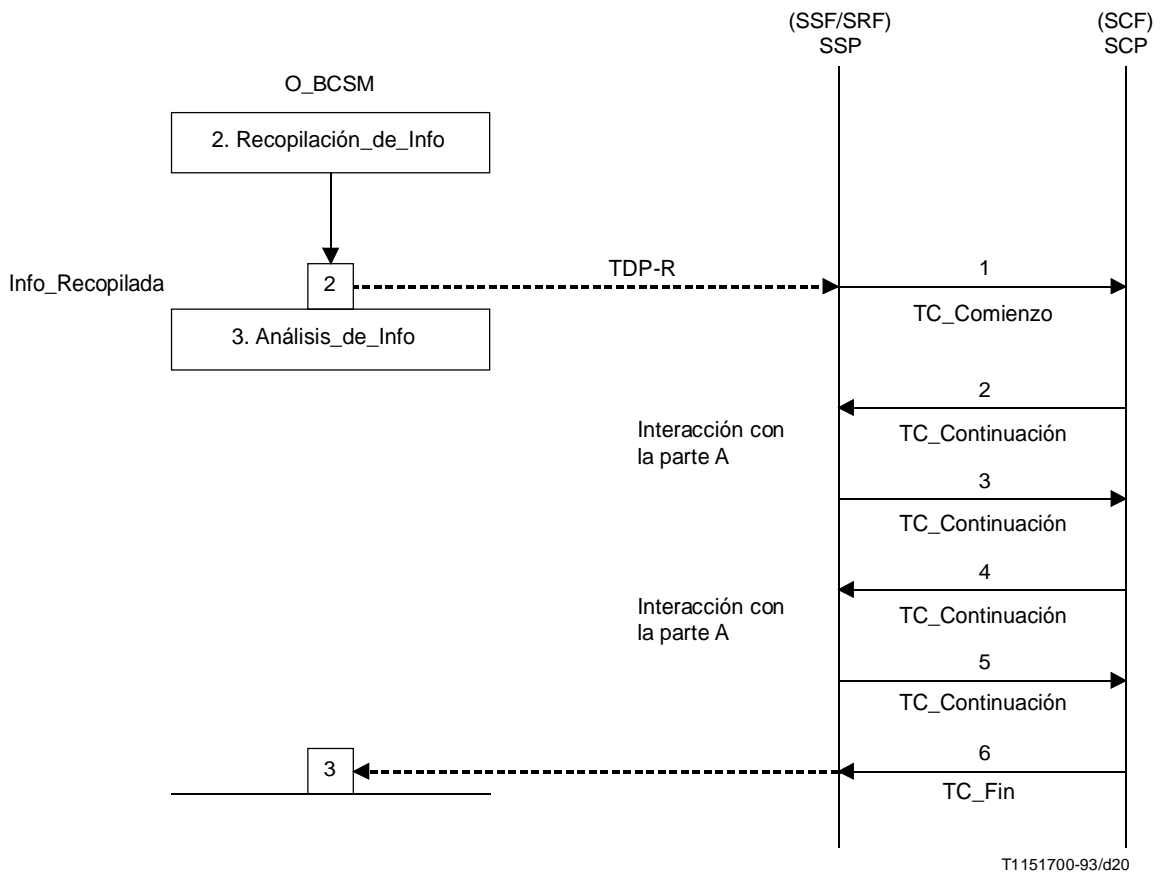 (SSF/SRF)
SSP
(SCF)
SCP
O_BCSM
2. Recopilación_de_Info
Info_Recopilada
2
TDP-R
1
TC_Comienzo
3. Análisis_de_Info
2
TC_Continuación
Interacción con
la parte A
3
TC_Continuación
4
TC_Continuación
Interacción con
la parte A
5
TC_Continuación
3
6
TC_Fin
T1151700-93/d20